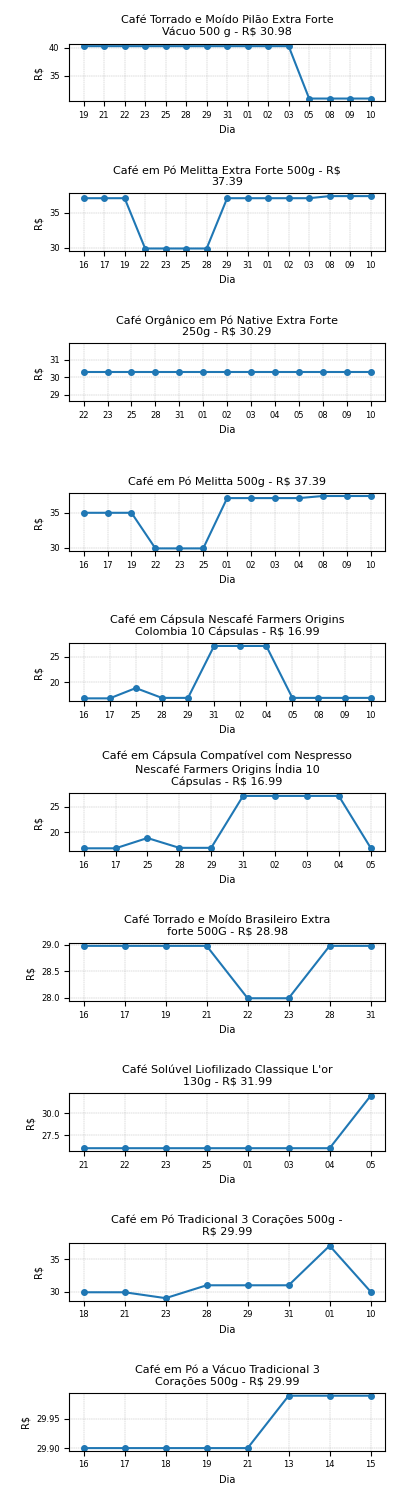 Café Torrado e Moído Pilão Extra Forte
Vácuo 500 g - R$ 30.98
40
35
R$
19 21 22 23 25 28 29 31 01 02 03 05 08 09 10
Dia
Café em Pó Melitta Extra Forte 500g - R$
37.39
35
30
R$
16 17 19 22 23 25 28 29 31 01 02 03 08 09 10
Dia
Café Orgânico em Pó Native Extra Forte
250g - R$ 30.29
31
30
29
R$
22 23 25 28 31 01 02 03 04 05 08 09 10
Dia
Café em Pó Melitta 500g - R$ 37.39
35
30
R$
16 17 19 22 23 25 01 02 03 04 08 09 10
Dia
Café em Cápsula Nescafé Farmers Origins
Colombia 10 Cápsulas - R$ 16.99
25
20
R$
16 17 25 28 29 31 02 04 05 08 09 10
Dia
Café em Cápsula Compatível com Nespresso
Nescafé Farmers Origins Índia 10
Cápsulas - R$ 16.99
25
20
R$
16 17 25 28 29 31 02 03 04 05
Dia
Café Torrado e Moído Brasileiro Extra
forte 500G - R$ 28.98
29.0
28.5
28.0
R$
16 17 19 21 22 23 28 31
Dia
Café Solúvel Liofilizado Classique L'or
130g - R$ 31.99
30.0
27.5
R$
21 22 23 25 01 03 04 05
Dia
Café em Pó Tradicional 3 Corações 500g -
R$ 29.99
35
30
R$
18 21 23 28 29 31 01 10
Dia
Café em Pó a Vácuo Tradicional 3
Corações 500g - R$ 29.99
29.95
29.90
R$
16 17 18 19 21 13 14 15
Dia